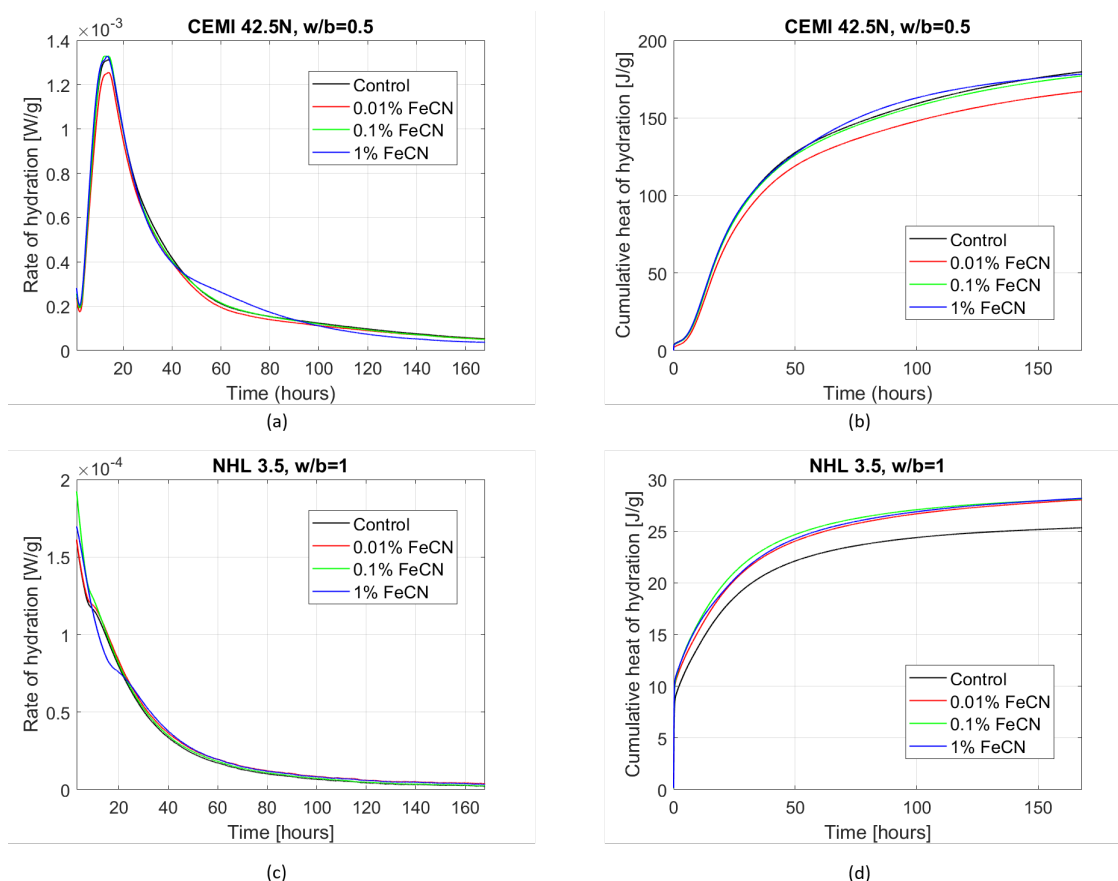 CEMI 42.5N, w/b=0.5
×10⁻³
Rate of hydration [W/g]
1.4
1.2
1
0.8
0.6
0.4
0.2
0
Control
0.01% FeCN
0.1% FeCN
1% FeCN
20 40 60 80 100 120 140 160
Time (hours)
(a)
CEMI 42.5N, w/b=0.5
Cumulative heat of hydration [J/g]
200
150
100
50
0
Control
0.01% FeCN
0.1% FeCN
1% FeCN
0 50 100 150
Time (hours)
(b)
NHL 3.5, w/b=1
×10⁻⁴
Rate of hydration [W/g]
2
1.5
1
0.5
0
Control
0.01% FeCN
0.1% FeCN
1% FeCN
20 40 60 80 100 120 140 160
Time [hours]
(c)
NHL 3.5, w/b=1
Cumulative heat of hydration [J/g]
30
25
20
15
10
5
0
Control
0.01% FeCN
0.1% FeCN
1% FeCN
0 50 100 150
Time [hours]
(d)